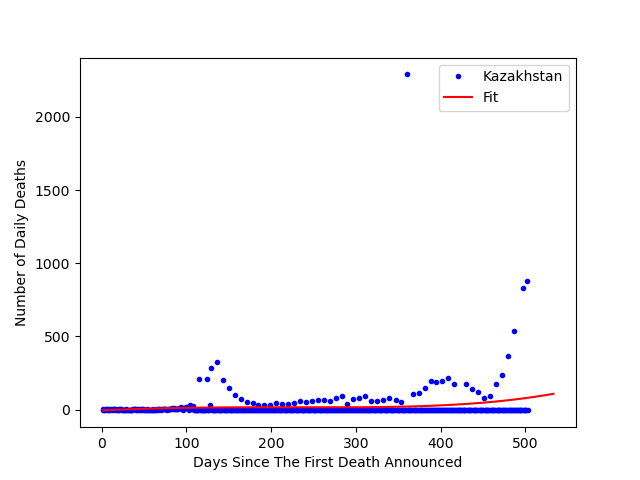 Kazakhstan
Fit
2000
1500
1000
500
0
Number of Daily Deaths
0 100 200 300 400 500
Days Since The First Death Announced